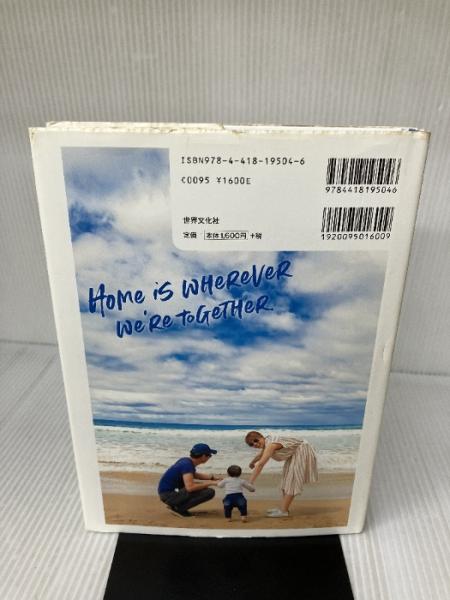 ISBN978-4-418-19504-6
C0095 ¥1600E
9784418195046
世界文化社
定価 本体1,600円 +税
1920095016009
HOME iS WHeReVeR
We'Re ToGeTHeR